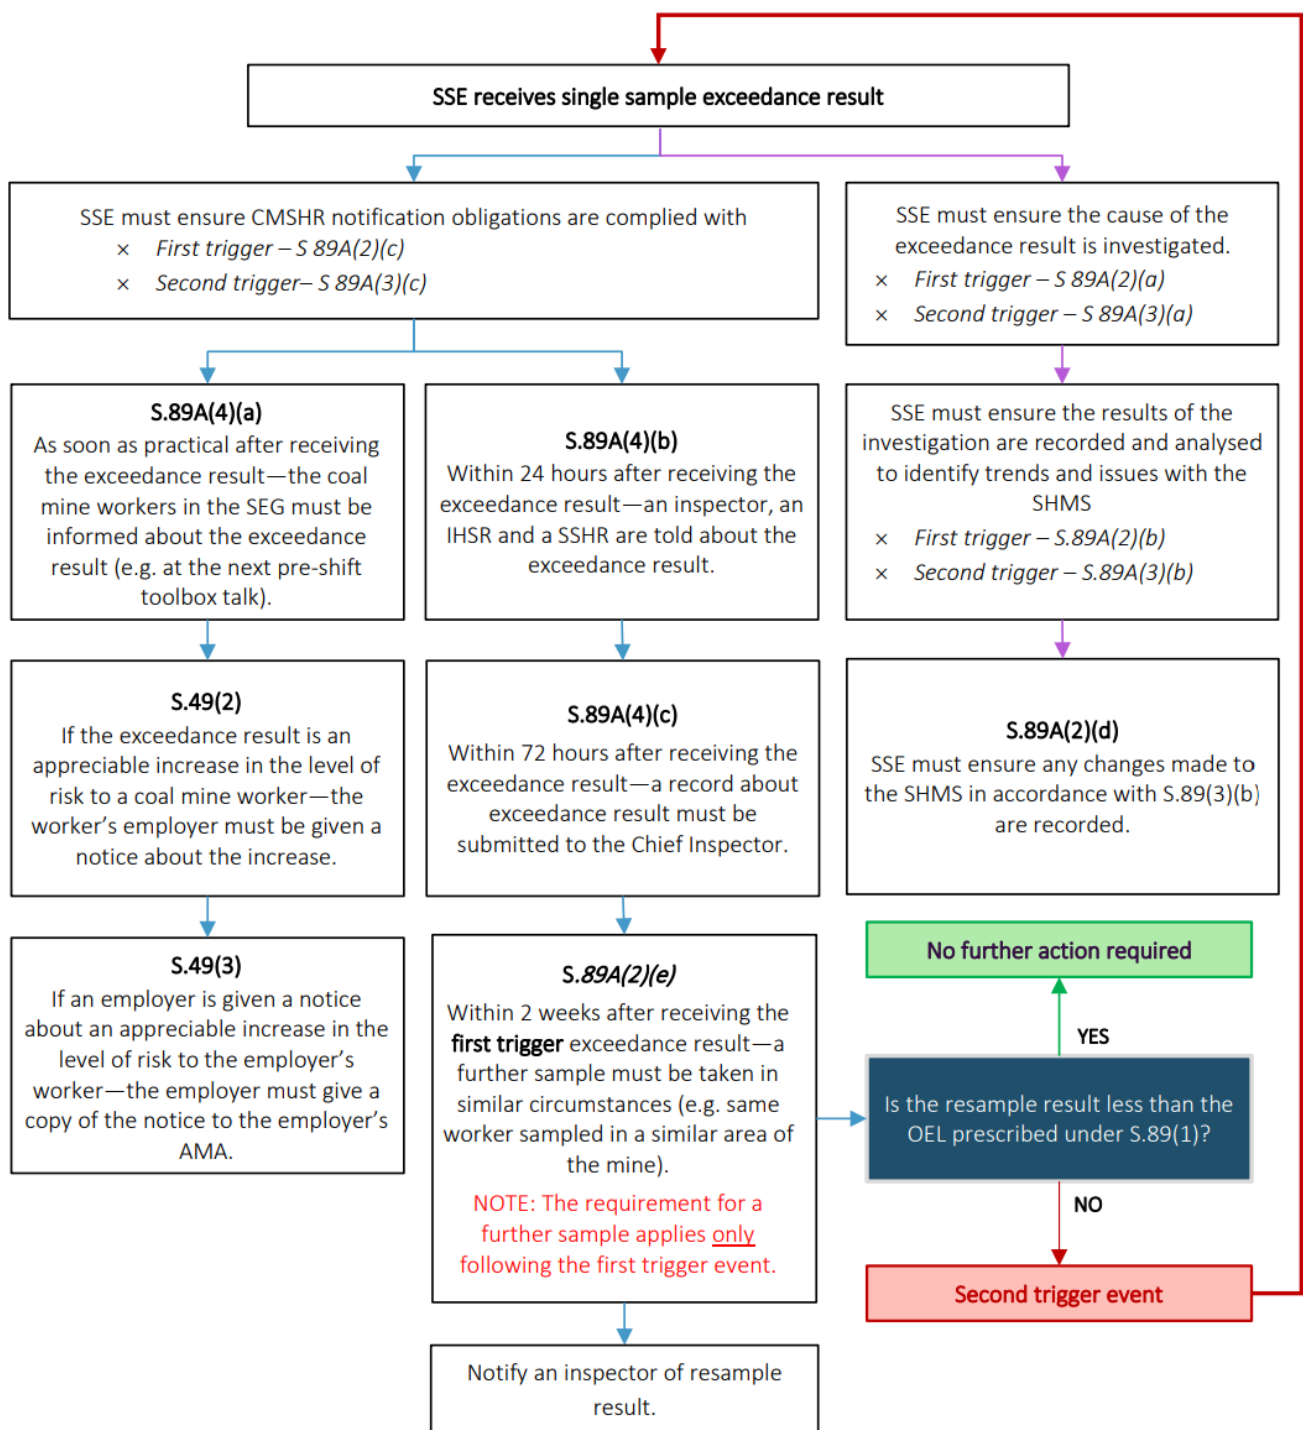 SSE receives single sample exceedance result
SSE must ensure CMSHR notification obligations are complied with
× First trigger – S 89A(2)(c)
× Second trigger– S 89A(3)(c)
SSE must ensure the cause of the
exceedance result is investigated.
× First trigger – S 89A(2)(a)
× Second trigger – S 89A(3)(a)
S.89A(4)(a)
As soon as practical after receiving
the exceedance result—the coal
mine workers in the SEG must be
informed about the exceedance
result (e.g. at the next pre-shift
toolbox talk).
S.89A(4)(b)
Within 24 hours after receiving the
exceedance result—an inspector, an
IHSR and a SSHR are told about the
exceedance result.
SSE must ensure the results of the
investigation are recorded and analysed
to identify trends and issues with the
SHMS
× First trigger – S.89A(2)(b)
× Second trigger – S.89A(3)(b)
S.49(2)
If the exceedance result is an
appreciable increase in the level of
risk to a coal mine worker—the
worker's employer must be given a
notice about the increase.
S.89A(4)(c)
Within 72 hours after receiving the
exceedance result—a record about
exceedance result must be
submitted to the Chief Inspector.
S.89A(2)(d)
SSE must ensure any changes made to
the SHMS in accordance with S.89(3)(b)
are recorded.
S.49(3)
If an employer is given a notice
about an appreciable increase in the
level of risk to the employer's
worker—the employer must give a
copy of the notice to the employer's
AMA.
S.89A(2)(e)
Within 2 weeks after receiving the
first trigger exceedance result—a
further sample must be taken in
similar circumstances (e.g. same
worker sampled in a similar area of
the mine).
NOTE: The requirement for a
further sample applies only
following the first trigger event.
No further action required
YES
Is the resample result less than the
OEL prescribed under S.89(1)?
NO
Second trigger event
Notify an inspector of resample
result.